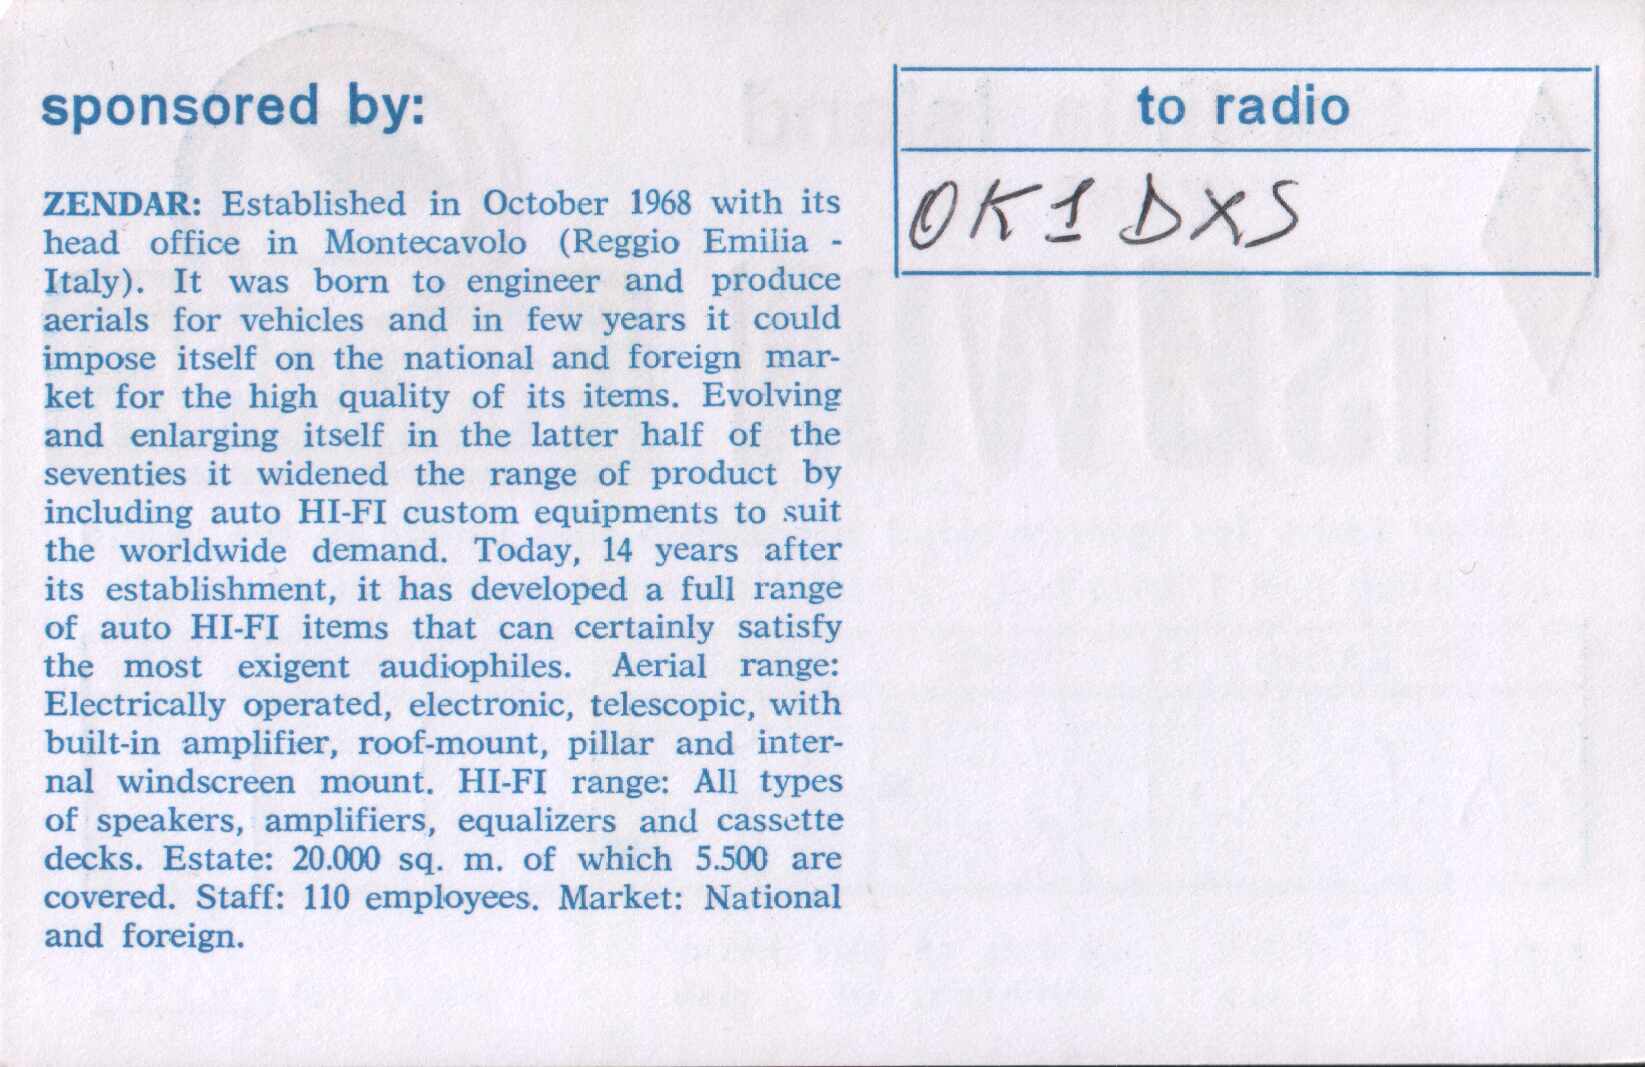 sponsored by:
ZENDAR: Established in October 1968 with its
head office in Montecavolo (Reggio Emilia -
Italy). It was born to engineer and produce
aerials for vehicles and in few years it could
impose itself on the national and foreign mar-
ket for the high quality of its items. Evolving
and enlarging itself in the latter half of the
seventies it widened the range of product by
including auto HI-FI custom equipments to suit
the worldwide demand. Today, 14 years after
its establishment, it has developed a full range
of auto HI-FI items that can certainly satisfy
the most exigent audiophiles. Aerial range:
Electrically operated, electronic, telescopic, with
built-in amplifier, roof-mount, pillar and inter-
nal windscreen mount. HI-FI range: All types
of speakers, amplifiers, equalizers and cassette
decks. Estate: 20.000 sq. m. of which 5.500 are
covered. Staff: 110 employees. Market: National
and foreign.
to radio
OK1DXS